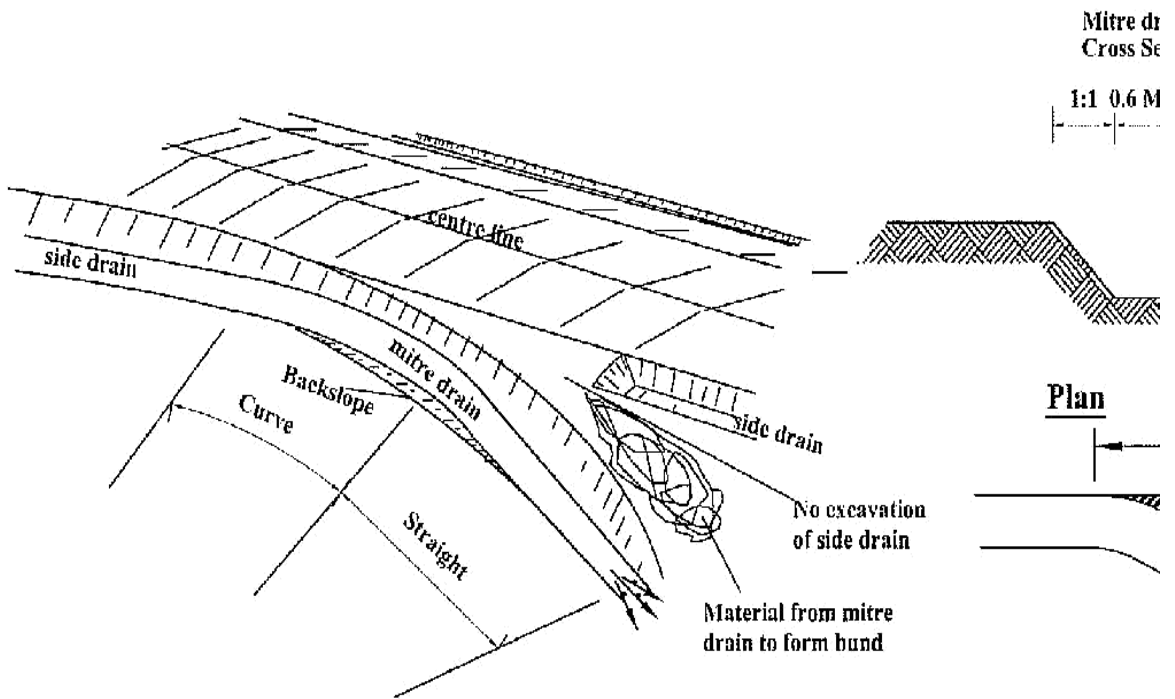 Mitre dr
Cross Se
1:1 0.6 M
centre line
side drain
mitre drain
Backslope
Curve
Straight
side drain
Plan
No excavation
of side drain
Material from mitre
drain to form bund